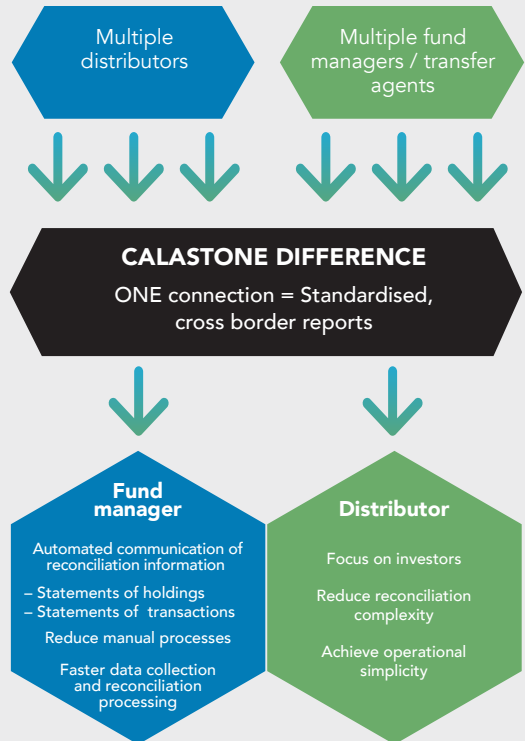 Multiple
distributors
Multiple fund
managers / transfer
agents
CALASTONE DIFFERENCE
ONE connection = Standardised,
cross border reports
Fund
manager
Automated communication of
reconciliation information
– Statements of holdings
– Statements of transactions
Reduce manual processes
Faster data collection
and reconciliation
processing
Distributor
Focus on investors
Reduce reconciliation
complexity
Achieve operational
simplicity